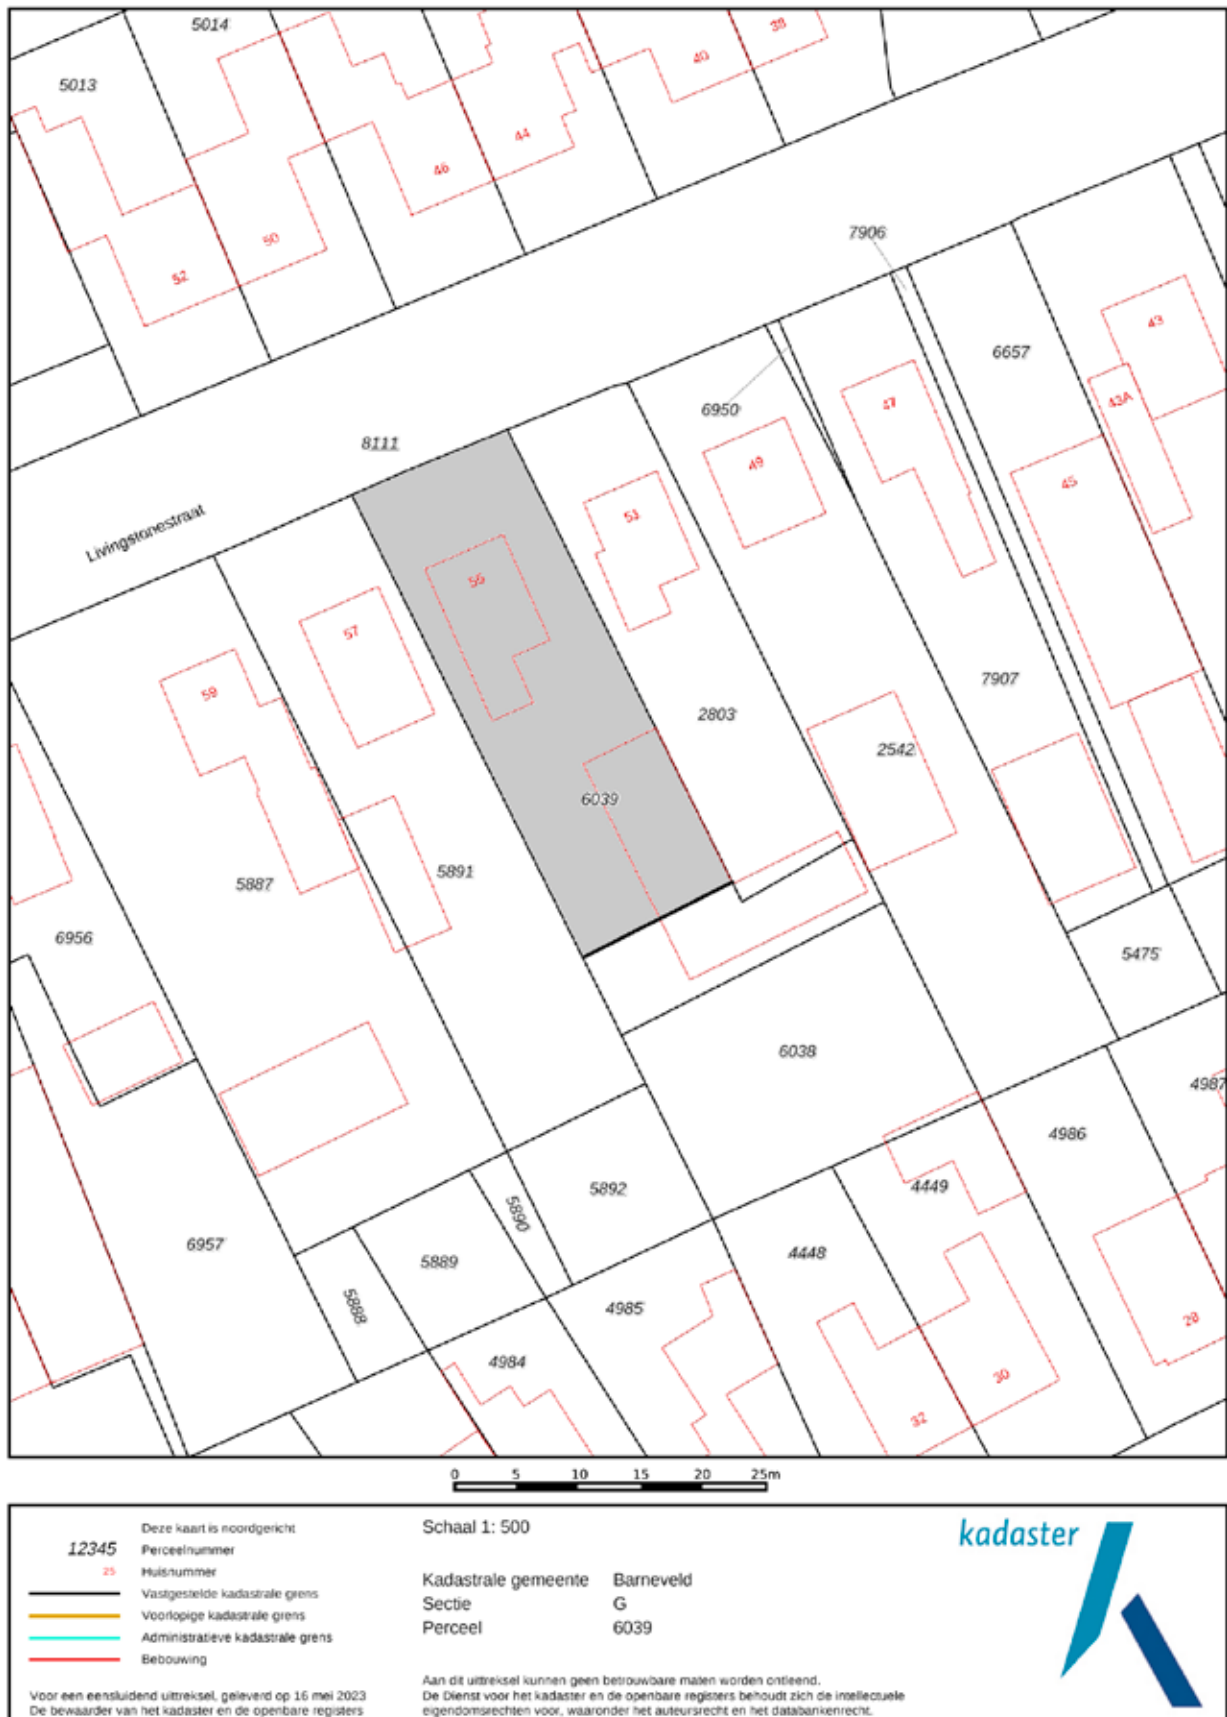 5014
38
5013
40
44
46
7906
50
52
43
6657
43A
47
6950
8111
49
45
53
Livingstonestraat
55
57
7907
59
2803
2542
6039
5891
5887
6956
5475
6038
4987
4986
4449
5892
5890
6957
4448
5889
5888
4985
28
4984
30
32
0 5 10 15 20 25m
Deze kaart is noordgericht
12345 Perceelnummer
25 Huisnummer
Vastgestelde kadastrale grens
Voorlopige kadastrale grens
Administratieve kadastrale grens
Bebouwing
Voor een eensluidend uittreksel, geleverd op 16 mei 2023
De bewaarder van het kadaster en de openbare registers
Schaal 1: 500
Kadastrale gemeente Barneveld
Sectie G
Perceel 6039
Aan dit uittreksel kunnen geen betrouwbare maten worden ontleend.
De Dienst voor het kadaster en de openbare registers behoudt zich de intellectuele
eigendomsrechten voor, waaronder het auteursrecht en het databankenrecht.
kadaster